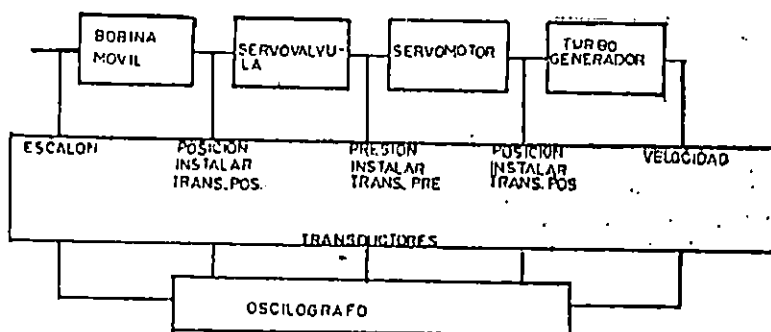 BOBINA
MOVIL
SERVOVALVU-
LA
SERVOMOTOR
TURBO
GENERADOR
ESCALON
POSICION
INSTALAR
TRANS. POS.
PRESION
INSTALAR
TRANS. PRE
POSICION
INSTALAR
TRANS. POS
VELOCIDAD
TRANSDUCTORES
OSCILOGRAFO